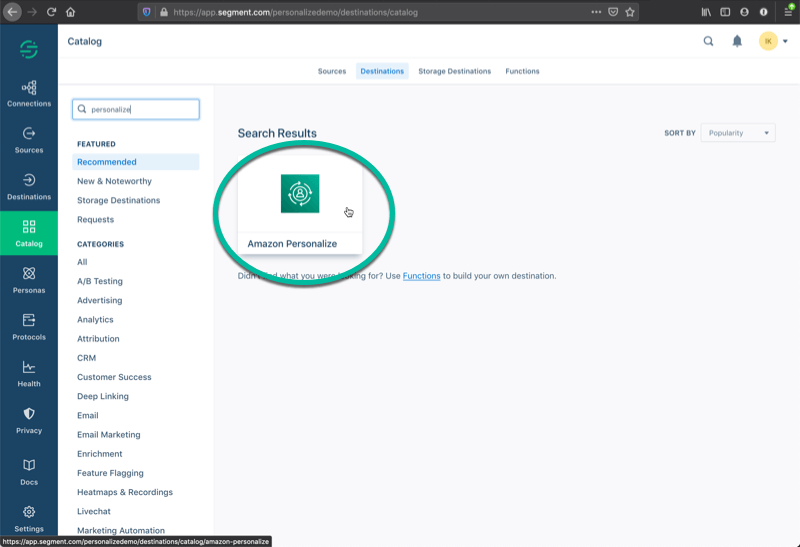 https://app.segment.com/personalizedemo/destinations/catalog
Catalog
IK
Sources
Destinations
Storage Destinations
Functions
Connections
Sources
Destinations
Catalog
Personas
Protocols
Health
Privacy
Docs
Settings
personalize
FEATURED
Recommended
New & Noteworthy
Storage Destinations
Requests
CATEGORIES
All
A/B Testing
Advertising
Analytics
Attribution
CRM
Customer Success
Deep Linking
Email
Email Marketing
Enrichment
Feature Flagging
Heatmaps & Recordings
Livechat
Marketing Automation
Search Results
SORT BY
Popularity
Amazon Personalize
what you were looking for? Use Functions to build your own destination.
https://app.segment.com/personalizedemo/destinations/catalog/amazon-personalize